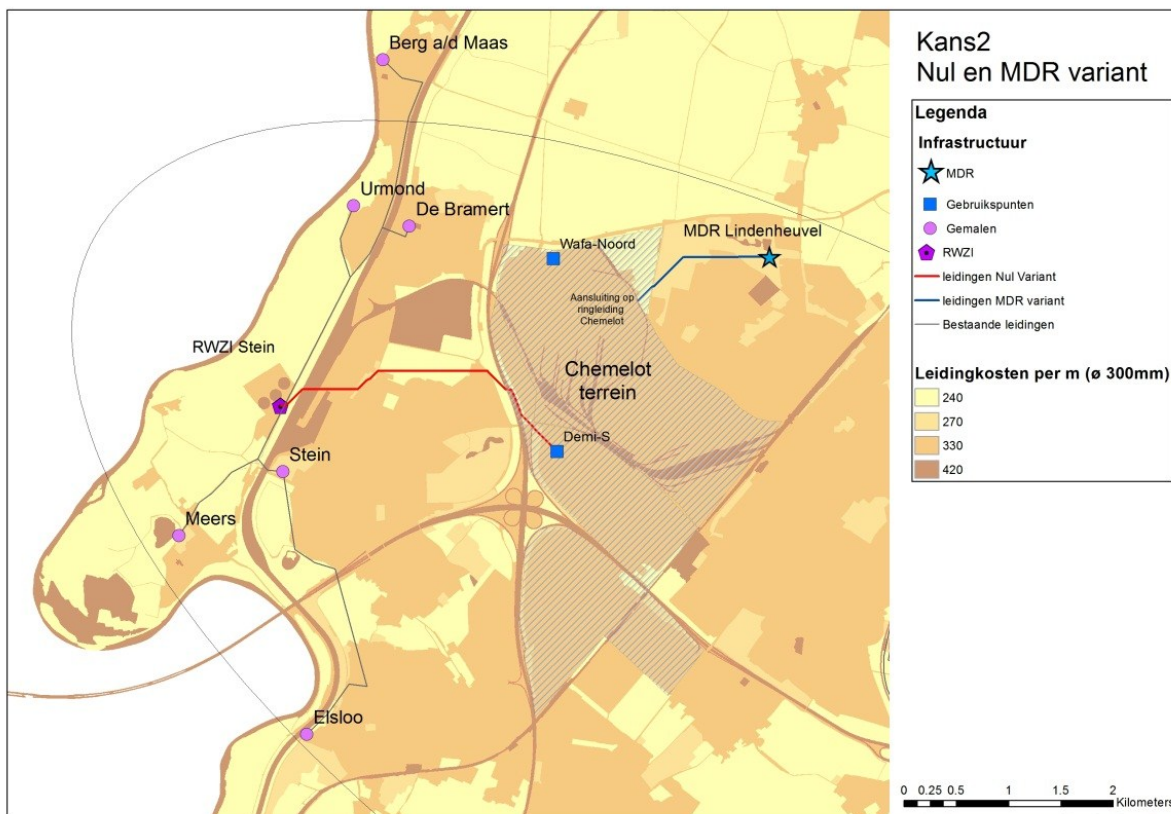 Kans2
Nul en MDR variant
Legenda
Infrastructuur
MDR
Gebruikspunten
Gemalen
RWZI
leidingen Nul Variant
leidingen MDR variant
Bestaande leidingen
Leidingkosten per m (ø 300mm)
240
270
330
420
0 0.25 0.5 1 1.5 2
Kilometers
Berg a/d Maas
Urmond
De Bramert
Wafa-Noord
MDR Lindenheuvel
Aansluiting op
ringleiding
Chemelot
RWZI Stein
Chemelot
terrein
Demi-S
Stein
Meers
Elsloo